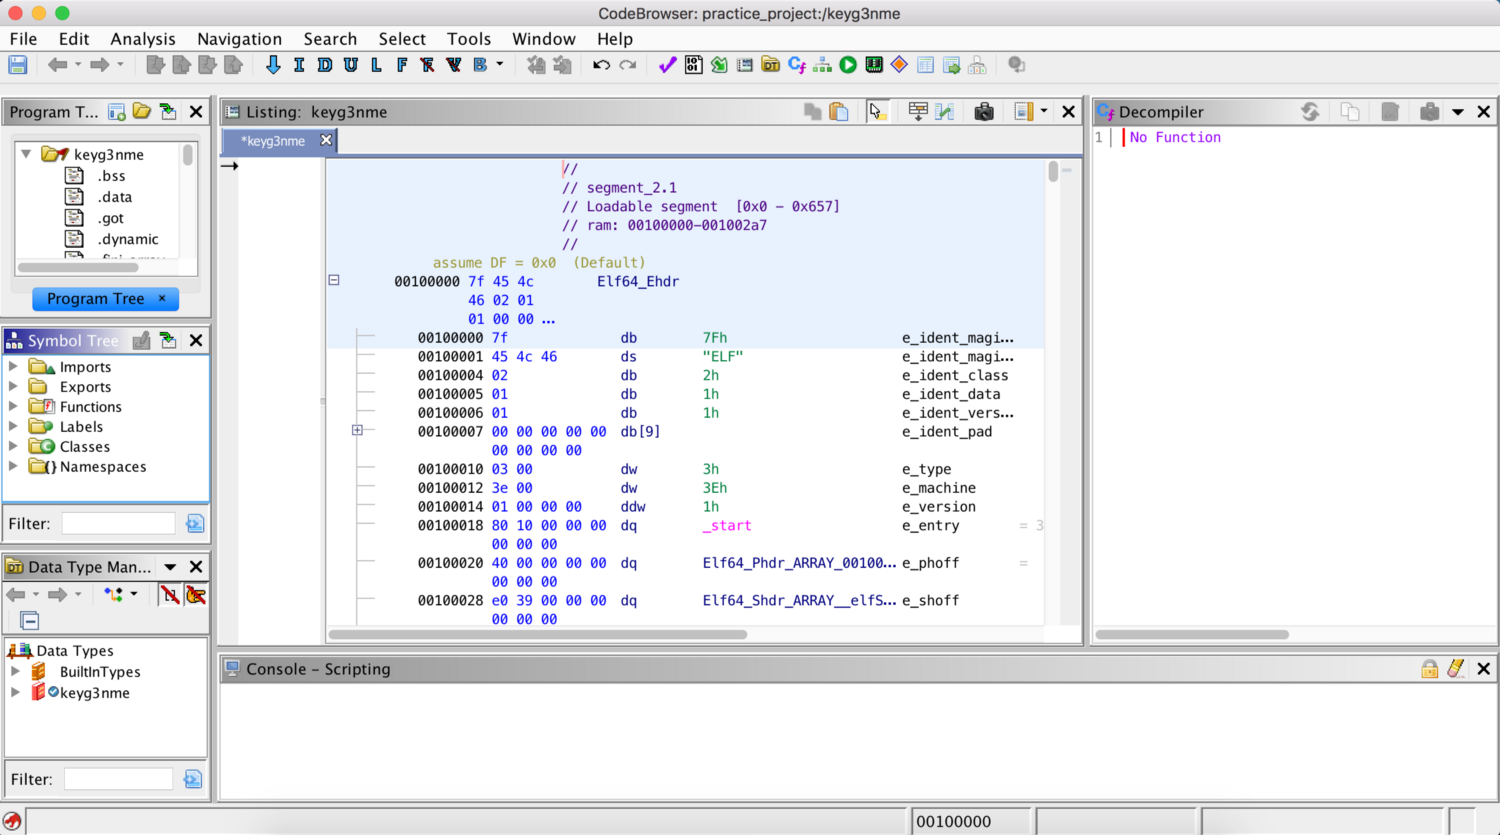 CodeBrowser: practice_project:/keyg3nme
File Edit Analysis Navigation Search Select Tools Window Help
I D U L F B
Program T...
keyg3nme
.bss
.data
.got
.dynamic
Program Tree ×
Symbol Tree
Imports
Exports
Functions
Labels
Classes
Namespaces
Filter:
Data Type Man...
Data Types
BuiltInTypes
keyg3nme
Filter:
Listing: keyg3nme
*keyg3nme
//
// segment_2.1
// Loadable segment [0x0 - 0x657]
// ram: 00100000-001002a7
//
assume DF = 0x0 (Default)
00100000 7f 45 4c Elf64_Ehdr
46 02 01
01 00 00 ...
00100000 7f db 7Fh e_ident_magi...
00100001 45 4c 46 ds "ELF" e_ident_magi...
00100004 02 db 2h e_ident_class
00100005 01 db 1h e_ident_data
00100006 01 db 1h e_ident_vers...
00100007 00 00 00 00 00 db[9] e_ident_pad
00 00 00 00
00100010 03 00 dw 3h e_type
00100012 3e 00 dw 3Eh e_machine
00100014 01 00 00 00 ddw 1h e_version
00100018 80 10 00 00 00 dq _start e_entry = 3
00 00 00
00100020 40 00 00 00 00 dq Elf64_Phdr_ARRAY_00100... e_phoff =
00 00 00
00100028 e0 39 00 00 00 dq Elf64_Shdr_ARRAY__elfS... e_shoff
00 00 00
Decompiler
1 No Function
Console - Scripting
00100000